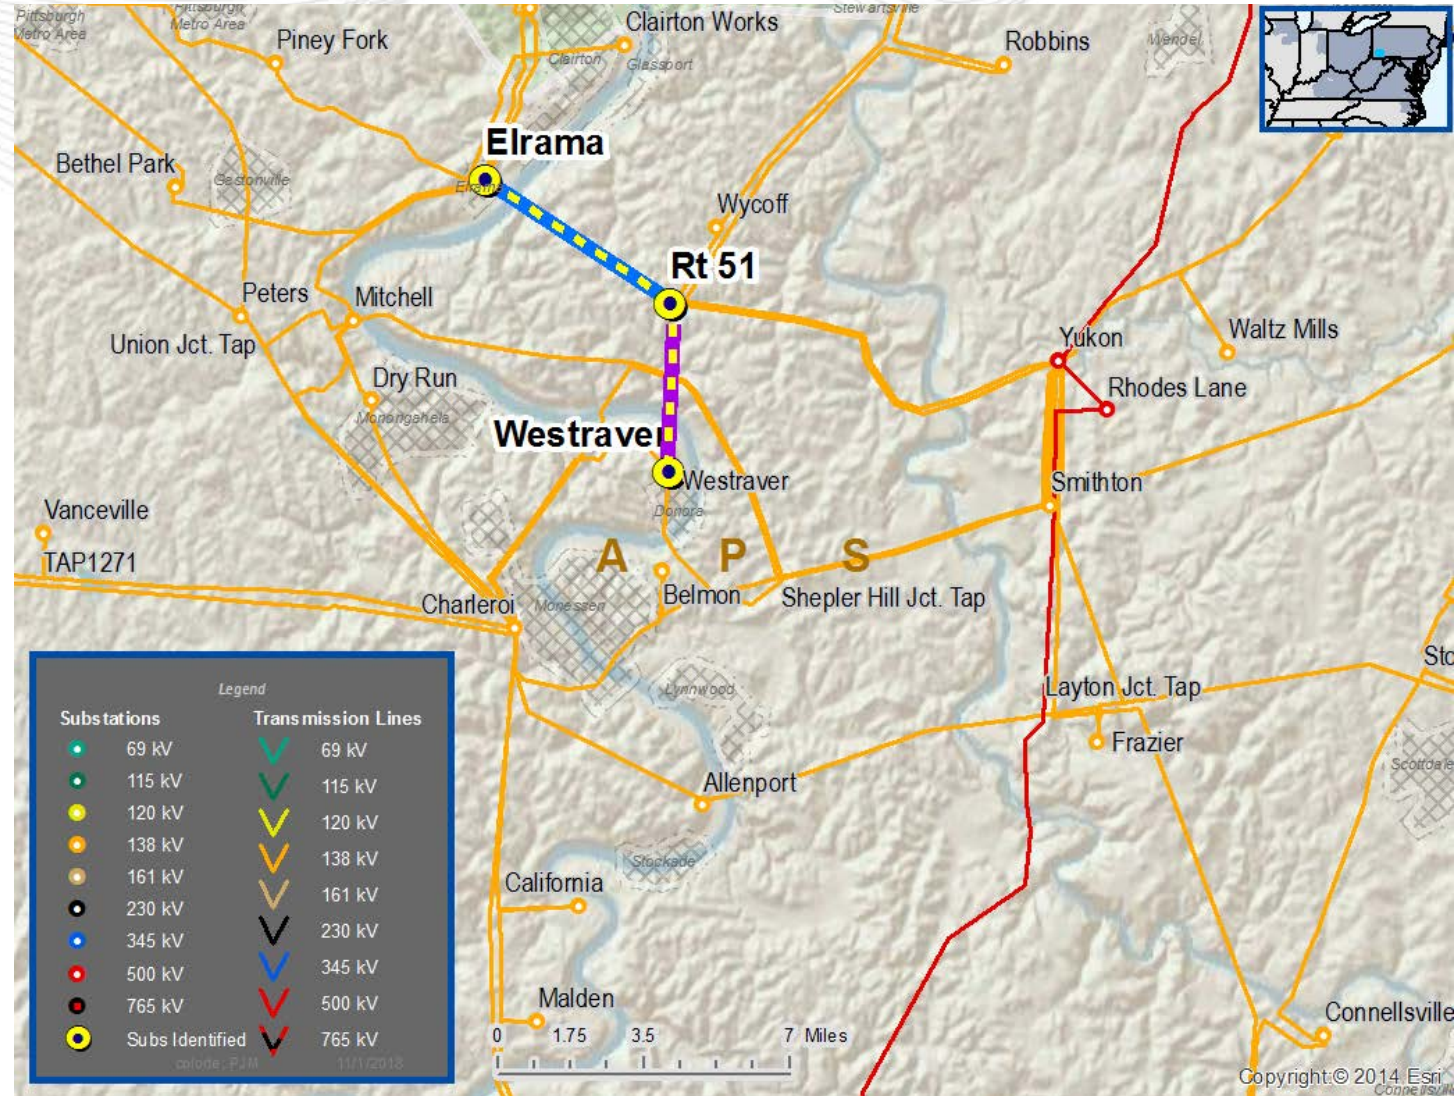 Pittsburgh
Metro Area
Pittsburgh
Metro Area
Stewartsville
Piney Fork
Clairton Works
Clairton
Glassport
Robbins
Wendel
Elrama
Elrama
Bethel Park
Gastonville
Wycoff
Rt 51
Peters
Mitchell
Union Jct. Tap
Yukon
Waltz Mills
Dry Run
Rhodes Lane
Monongahela
Westraver
Westraver
Smithton
Vanceville
Donora
TAP1271
A P S
Charleroi
Monessen
Belmon
Shepler Hill Jct. Tap
Lynnwood
Layton Jct. Tap
Frazier
Scottdale
Allenport
Stockade
California
Malden
Connellsville
0 1.75 3.5 7 Miles
Copyright:© 2014 Esri
Legend
Substations
Transmission Lines
69 kV
69 kV
115 kV
115 kV
120 kV
120 kV
138 kV
138 kV
161 kV
161 kV
230 kV
230 kV
345 kV
345 kV
500 kV
500 kV
765 kV
765 kV
Subs Identified
11/1/2018